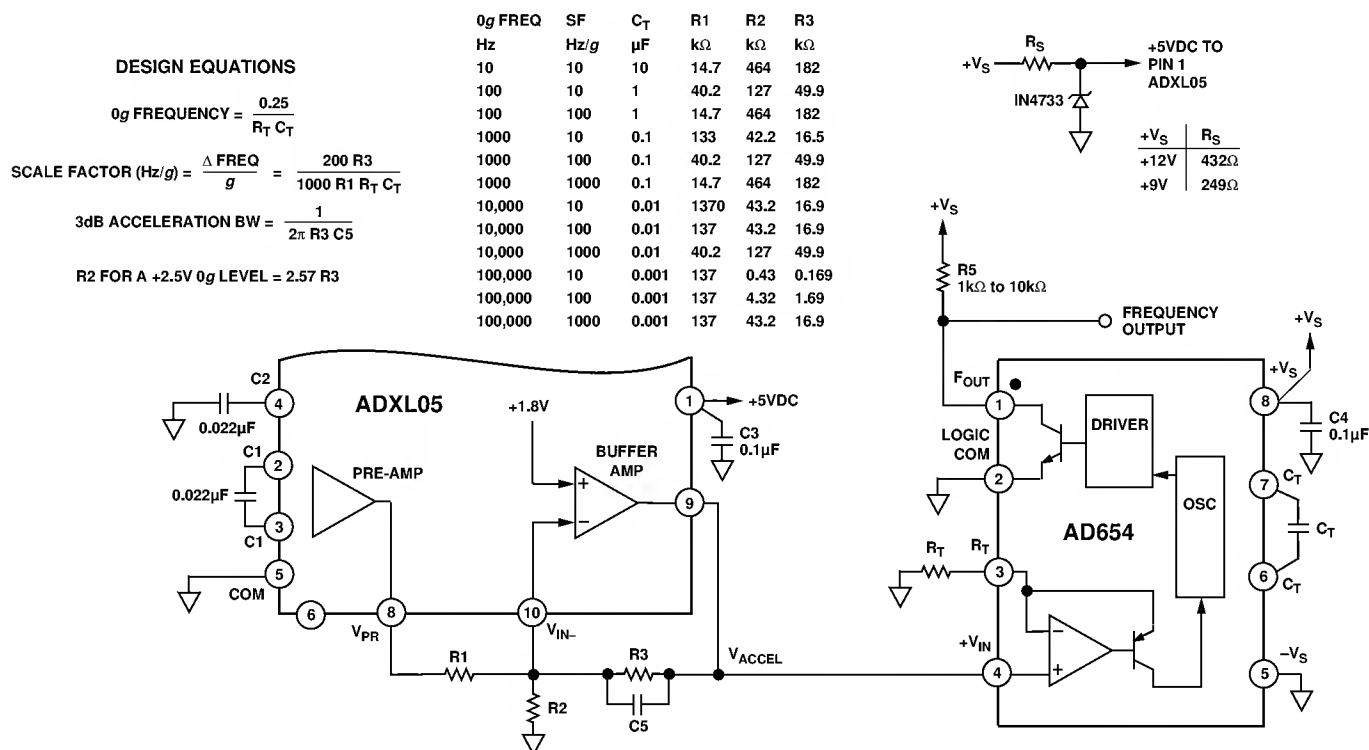 DESIGN EQUATIONS
0g FREQUENCY = 0.25 / R_T C_T
SCALE FACTOR (Hz/g) = Δ FREQ / g = 200 R3 / 1000 R1 R_T C_T
3dB ACCELERATION BW = 1 / 2π R3 C5
R2 FOR A +2.5V 0g LEVEL = 2.57 R3
0g FREQ SF C_T R1 R2 R3
Hz Hz/g µF kΩ kΩ kΩ
10 10 10 14.7 464 182
100 10 1 40.2 127 49.9
100 100 1 14.7 464 182
1000 10 0.1 133 42.2 16.5
1000 100 0.1 40.2 127 49.9
1000 1000 0.1 14.7 464 182
10,000 10 0.01 1370 43.2 16.9
10,000 100 0.01 137 43.2 16.9
10,000 1000 0.01 40.2 127 49.9
100,000 10 0.001 137 0.43 0.169
100,000 100 0.001 137 4.32 1.69
100,000 1000 0.001 137 43.2 16.9
+V_S
R_S
+5VDC TO
PIN 1
ADXL05
IN4733
+V_S R_S
+12V 432Ω
+9V 249Ω
+V_S
R5
1kΩ to 10kΩ
FREQUENCY
OUTPUT
C2
4
0.022µF
C1
2
0.022µF
3
C1
5
COM
6
ADXL05
PRE-AMP
+1.8V
BUFFER
AMP
+
−
1
+5VDC
C3
0.1µF
9
8
V_PR
10
V_IN−
R1
R2
R3
C5
V_ACCEL
F_OUT
1
LOGIC
COM
2
DRIVER
OSC
AD654
R_T
R_T
3
+V_IN
4
−
+
+V_S
+V_S
8
C4
0.1µF
7
C_T
C_T
6
C_T
5
−V_S